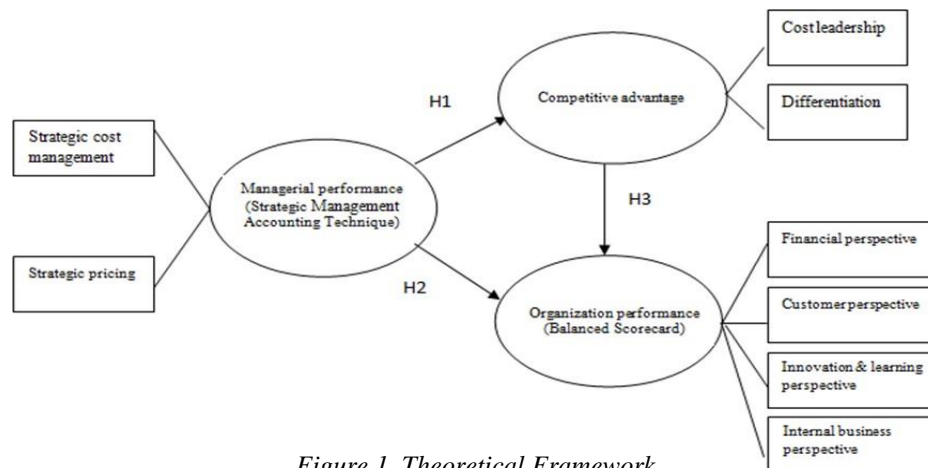 Cost leadership
Differentiation
Competitive advantage
H1
Strategic cost
management
Managerial performance
(Strategic Management
Accounting Technique)
Strategic pricing
H2
H3
Organization performance
(Balanced Scorecard)
Financial perspective
Customer perspective
Innovation & learning
perspective
Internal business
perspective
Figure 1. Theoretical Framework